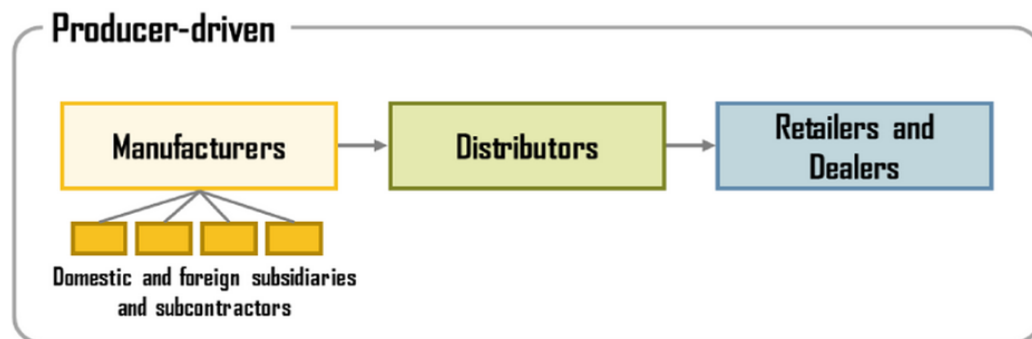 Producer-driven
Manufacturers
Distributors
Retailers and
Dealers
Domestic and foreign subsidiaries
and subcontractors